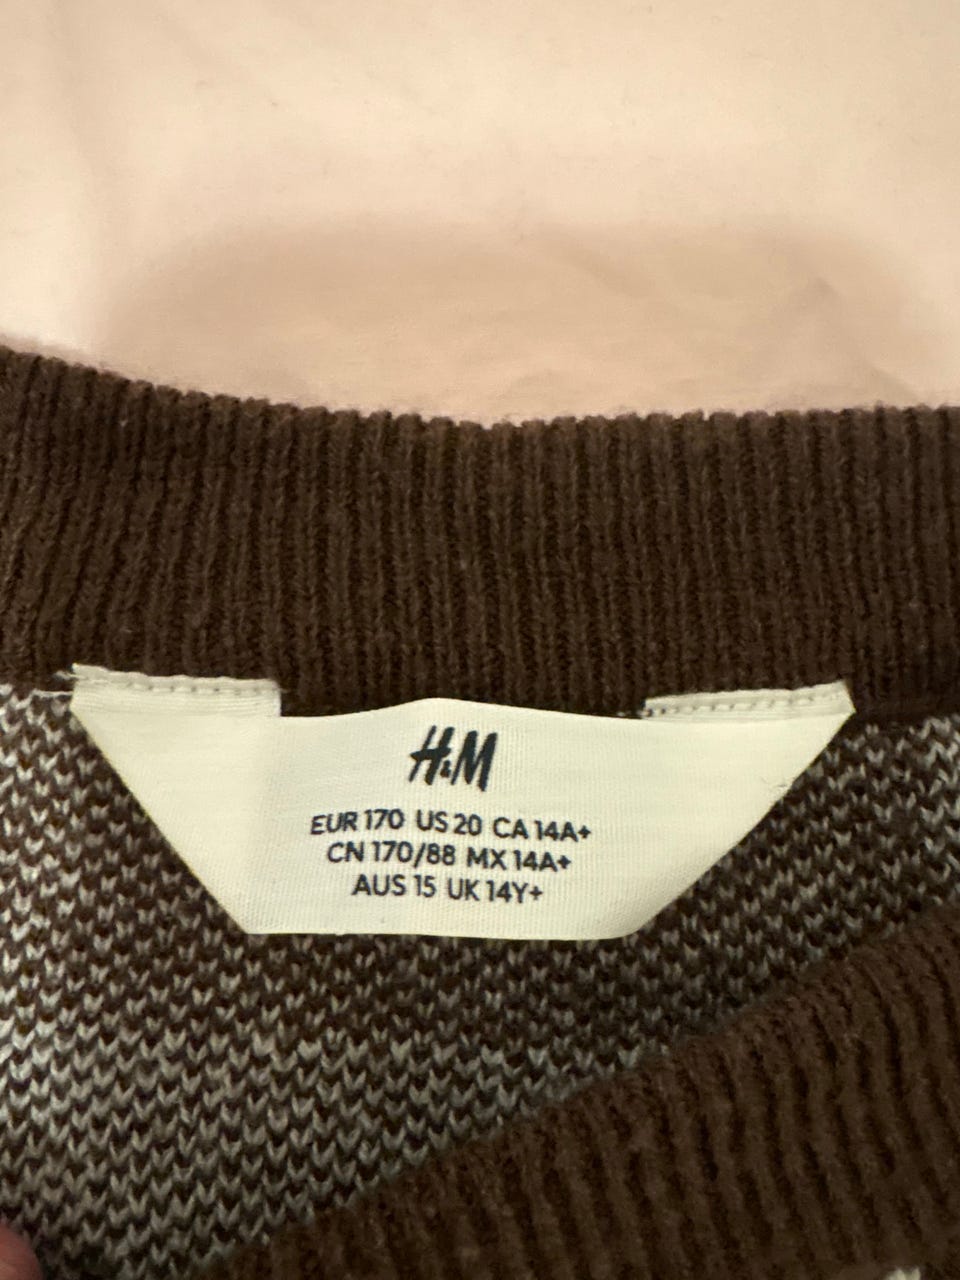 H&M
EUR 170 US 20 CA 14A+
CN 170/88 MX 14A+
AUS 15 UK 14Y+